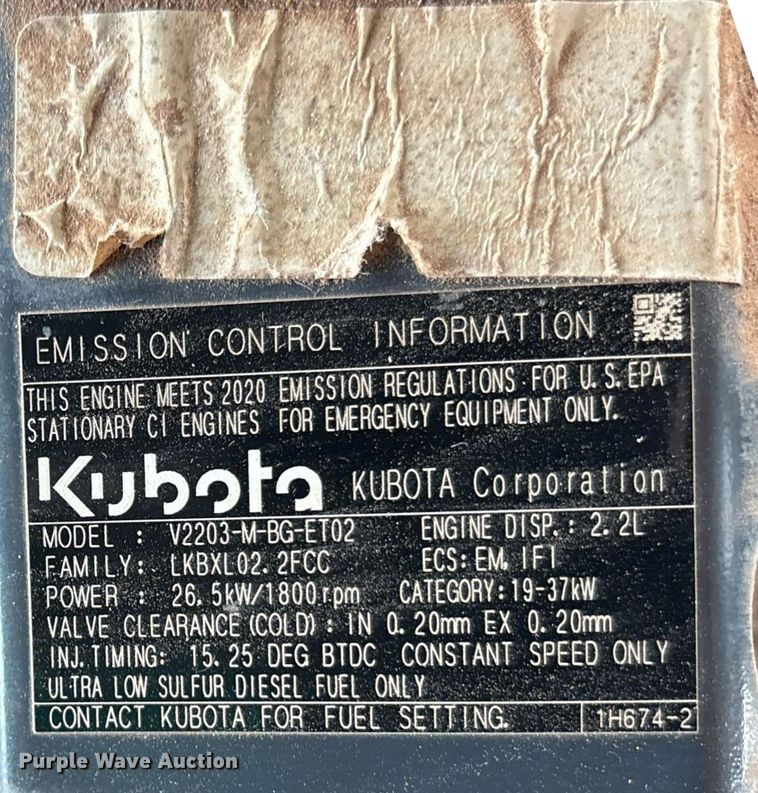 EMISSION CONTROL INFORMATION
THIS ENGINE MEETS 2020 EMISSION REGULATIONS FOR U.S.EPA
STATIONARY CI ENGINES FOR EMERGENCY EQUIPMENT ONLY.
Kubota KUBOTA Corporation
MODEL : V2203-M-BG-ET02 ENGINE DISP.: 2.2L
FAMILY: LKBXL02.2FCC ECS:EM,IFI
POWER : 26.5kW/1800rpm CATEGORY:19-37kW
VALVE CLEARANCE(COLD): IN 0.20mm EX 0.20mm
INJ.TIMING: 15.25 DEG BTDC CONSTANT SPEED ONLY
ULTRA LOW SULFUR DIESEL FUEL ONLY
CONTACT KUBOTA FOR FUEL SETTING. 1H674-2
Purple Wave Auction